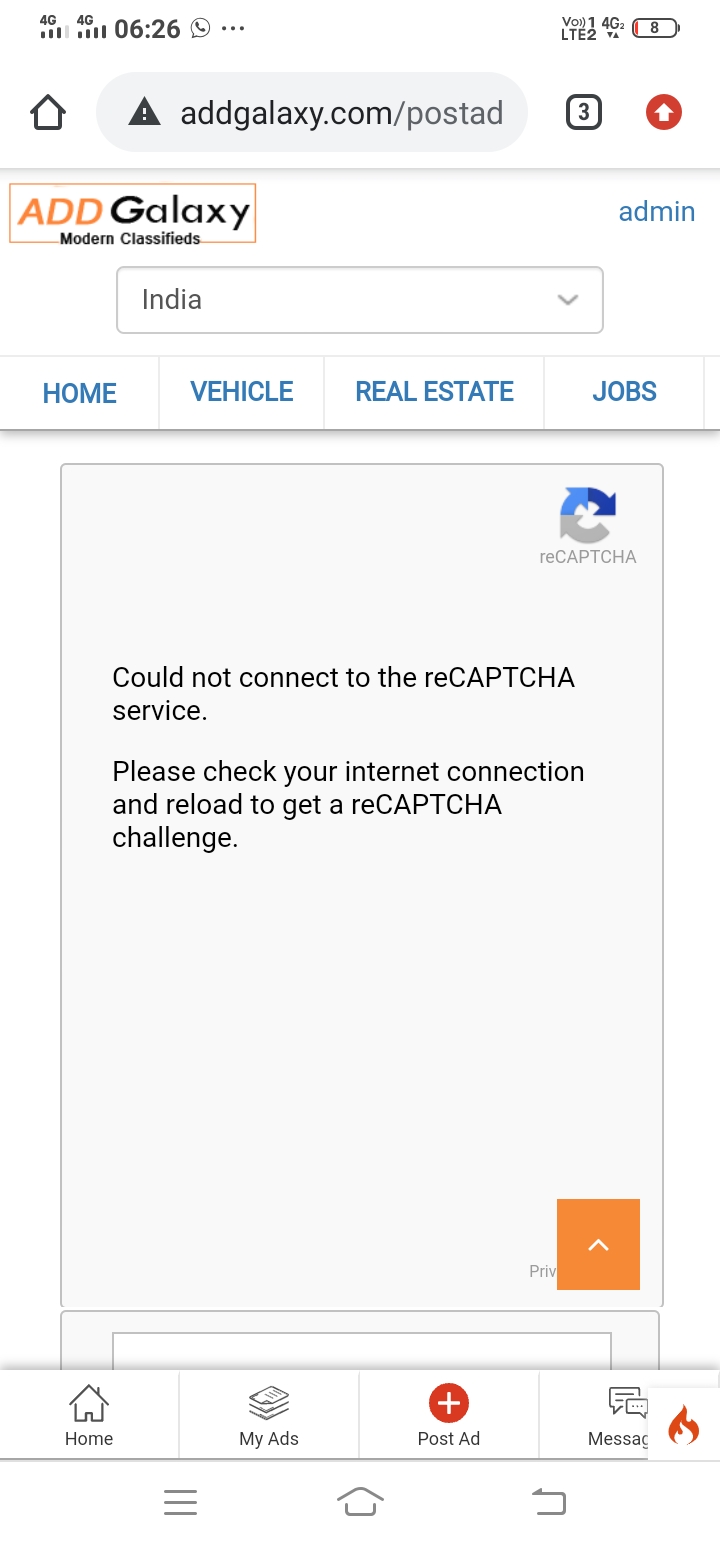 4G 4G 06:26 ... Vo)) 1 4G2 8
LTE2
addgalaxy.com/postad 3
ADD Galaxy
Modern Classifieds
admin
India
HOME VEHICLE REAL ESTATE JOBS
reCAPTCHA
Could not connect to the reCAPTCHA
service.
Please check your internet connection
and reload to get a reCAPTCHA
challenge.
Priv
Home My Ads Post Ad Messag